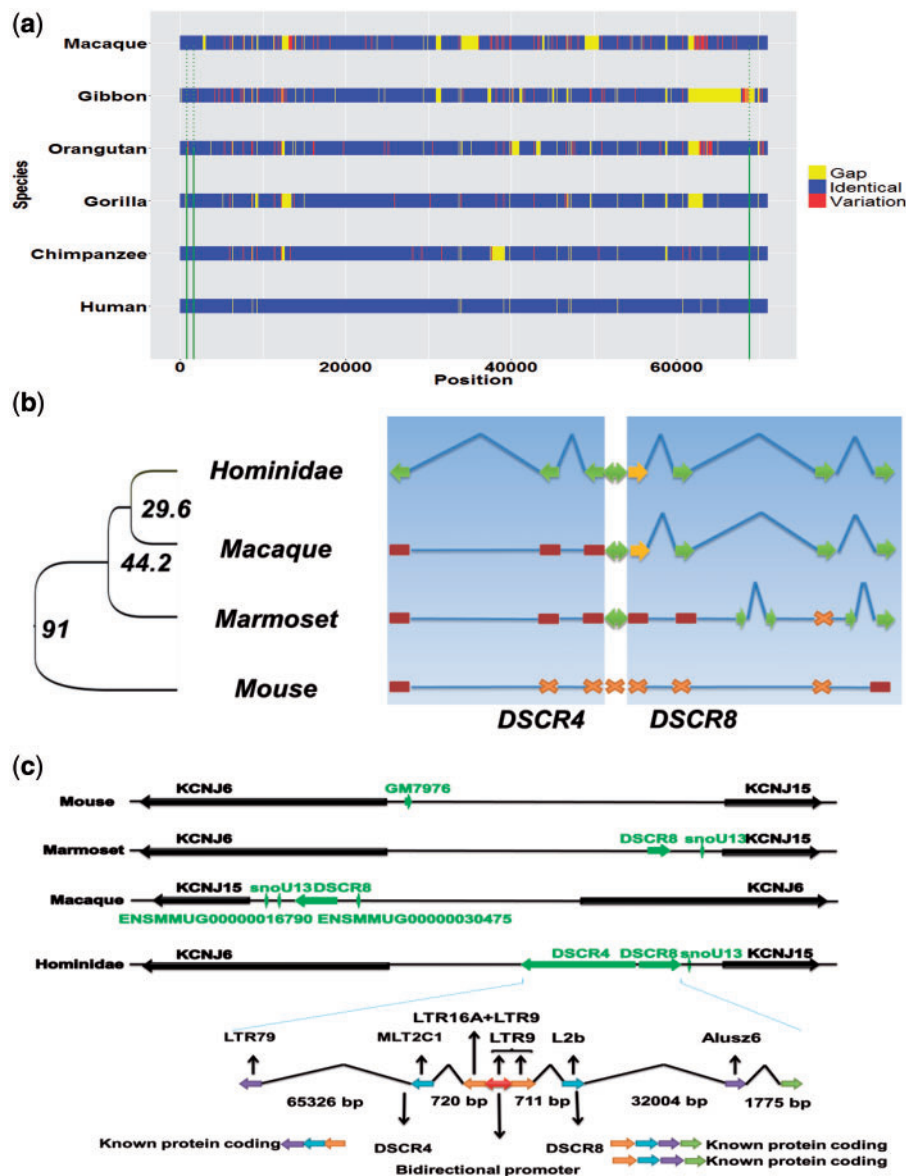 (a)
Macaque
Gibbon
Orangutan
Gorilla
Chimpanzee
Human
Species
Gap
Identical
Variation
0 20000 40000 60000
Position
(b)
Hominidae
29.6
Macaque
44.2
Marmoset
91
Mouse
DSCR4 DSCR8
(c)
KCNJ6 GM7976 KCNJ15
Mouse
KCNJ6 DSCR8 snoU13 KCNJ15
Marmoset
KCNJ15 snoU13 DSCR8 KCNJ6
Macaque
ENSMMUG00000016790 ENSMMUG00000030475
KCNJ6 DSCR4 DSCR8 snoU13 KCNJ15
Hominidae
LTR16A+LTR9
LTR79 MLT2C1 LTR9 L2b Alusz6
65326 bp 720 bp 711 bp 32004 bp 1775 bp
Known protein coding DSCR4 DSCR8 Known protein coding
Bidirectional promoter Known protein coding